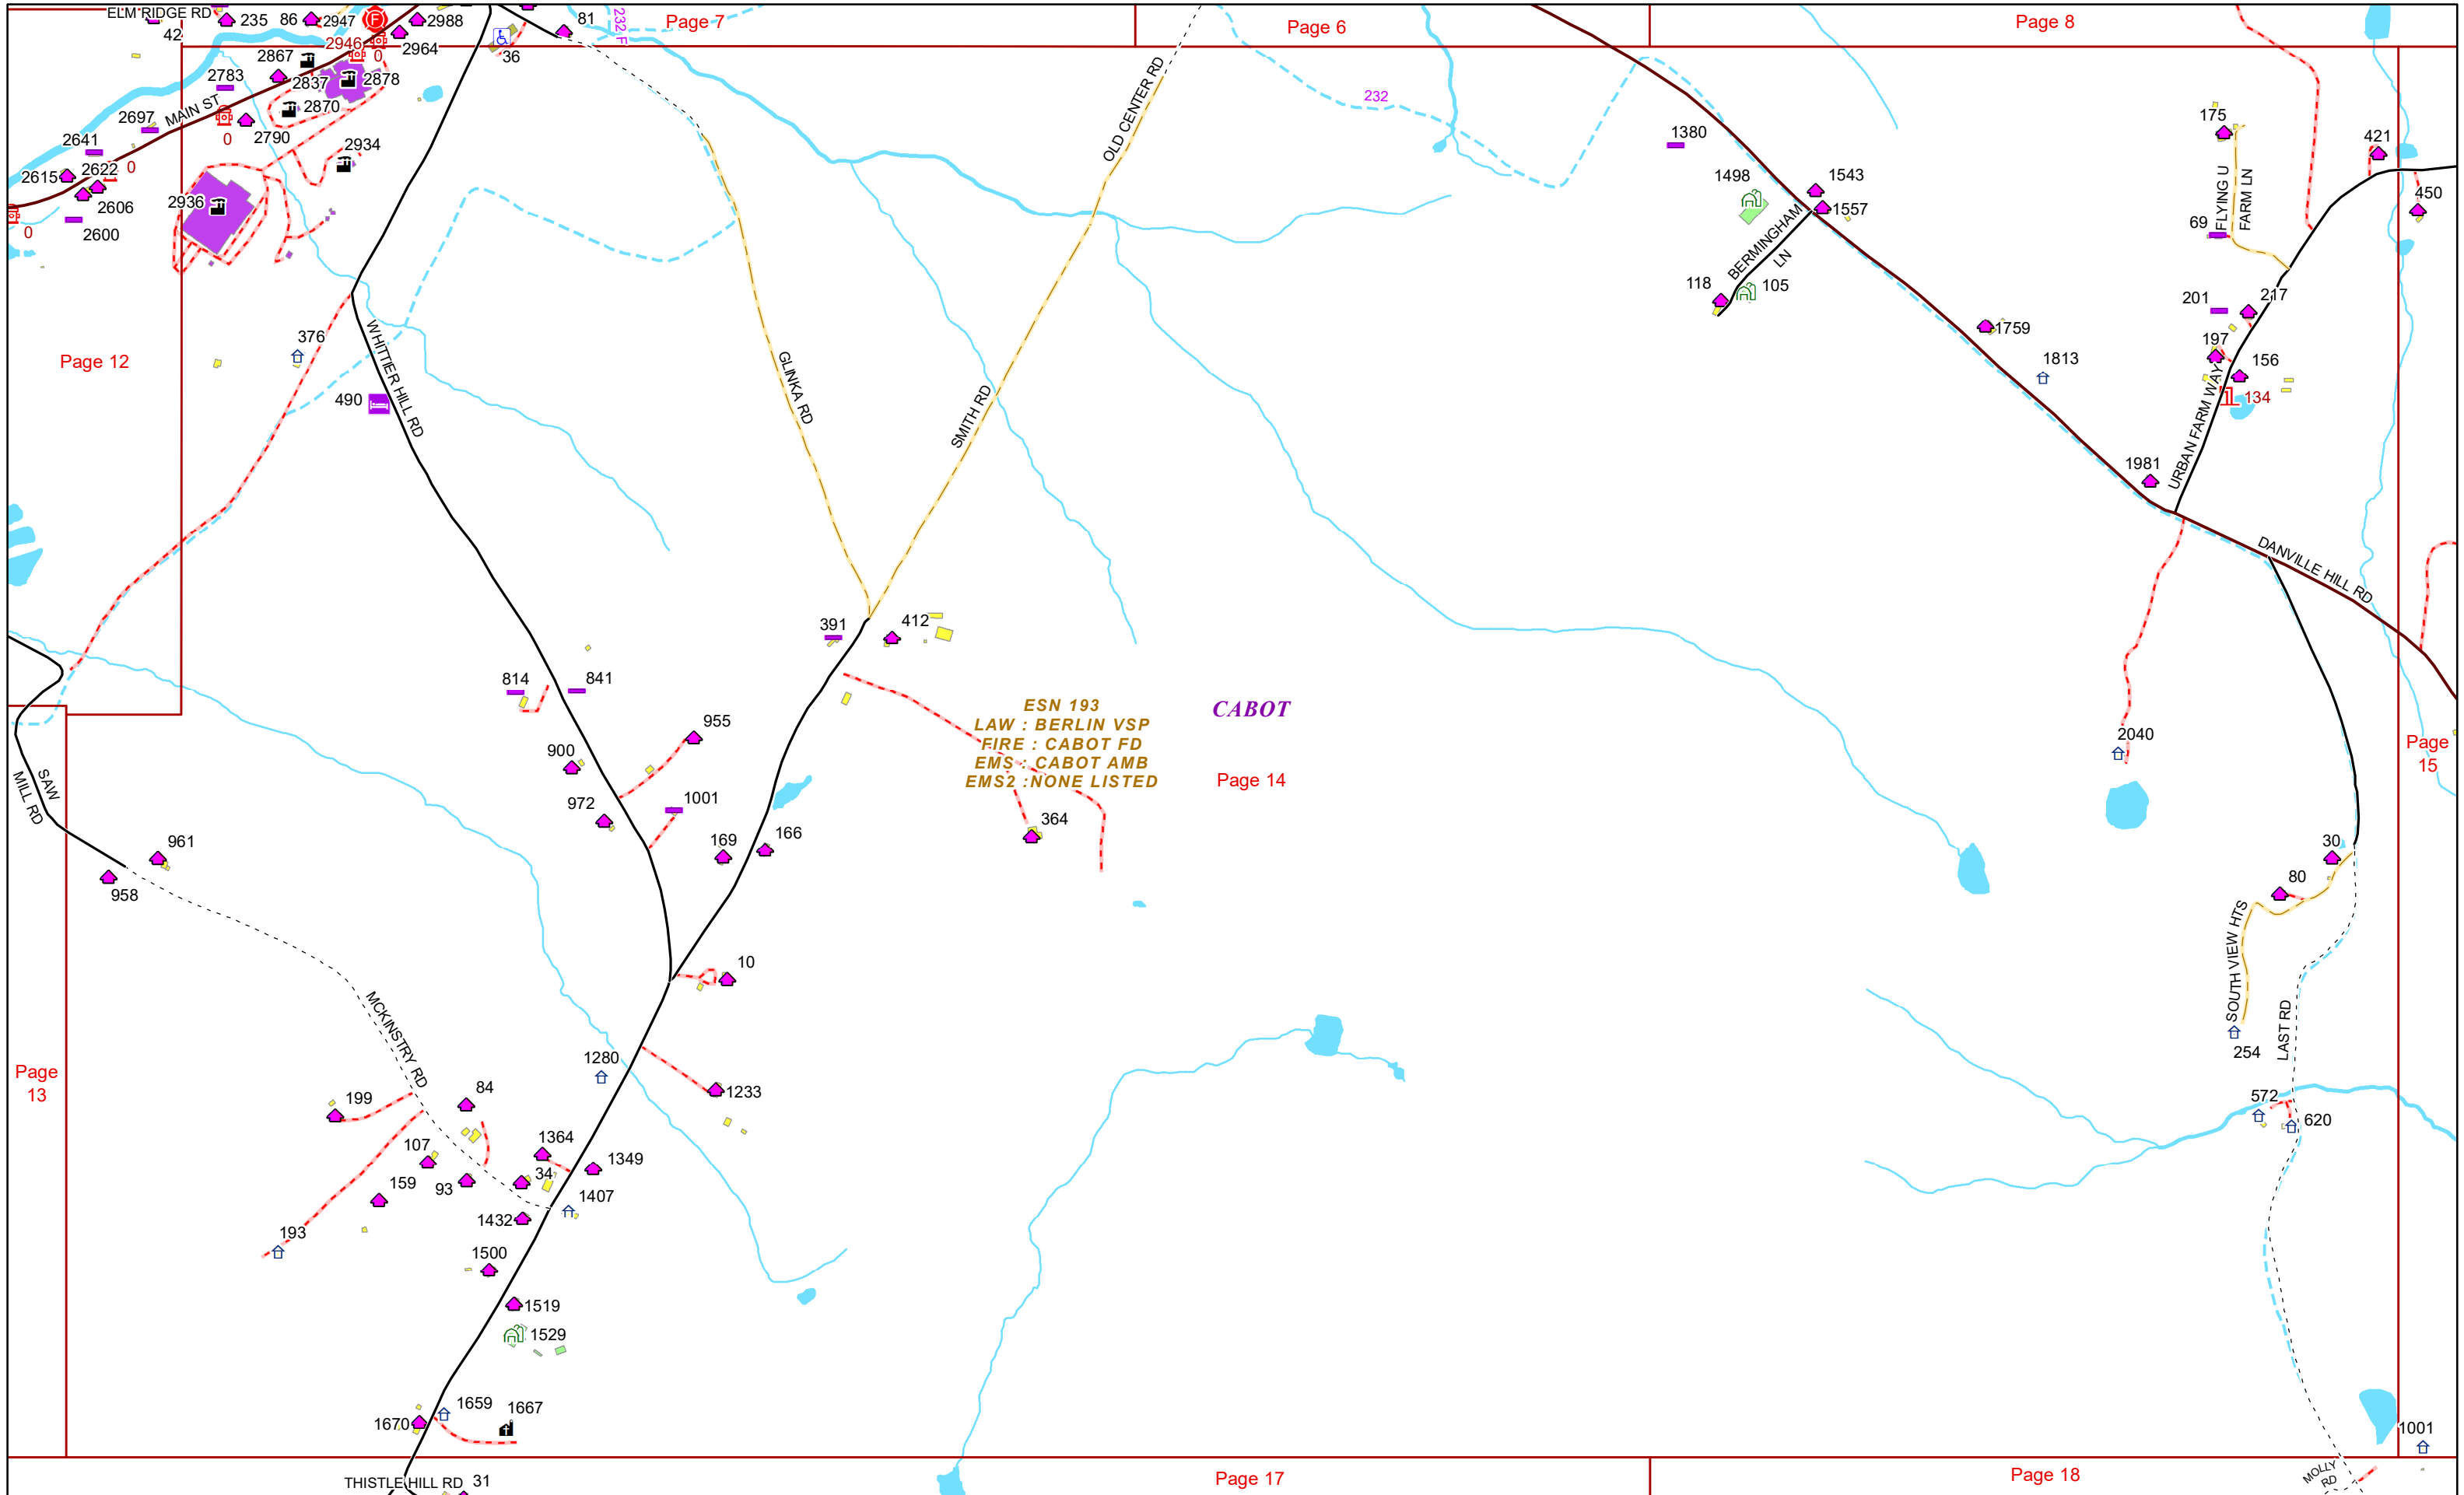 ELM RIDGE RD
235
86
2947
F
2988
81
232 F
Page 7
Page 6
Page 8
42
2946
0
2964
36
2867
2783
2837
2878
2870
2697
MAIN ST
0
2790
2934
2641
2615
2622
0
2606
2936
2600
0
OLD CENTER RD
232
1380
1498
1543
1557
BERMINGHAM
LN
118
105
175
FLYING U
FARM LN
69
421
450
201
217
197
156
134
URBAN FARM WAY
1759
1813
1981
DANVILLE HILL RD
Page 12
376
490
WHITTIER HILL RD
GLINKA RD
SMITH RD
391
412
814
841
955
900
972
1001
169
166
364
ESN 193
LAW : BERLIN VSP
FIRE : CABOT FD
EMS : CABOT AMB
EMS2 :NONE LISTED
CABOT
Page 14
2040
Page
15
SAW
MILL RD
961
958
30
80
SOUTH VIEW HTS
254
LAST RD
572
620
10
MCKINSTRY RD
1280
1233
Page
13
199
84
107
159
93
193
1364
34
1349
1407
1432
1500
1519
1529
1659
1667
1670
1001
THISTLE HILL RD
31
Page 17
Page 18
MOLLY
RD